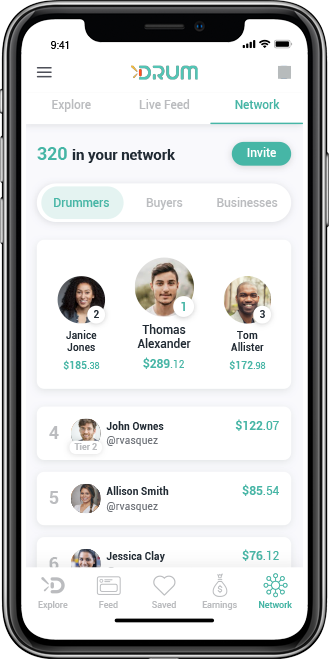 9:41
DRUM
Explore Live Feed Network
320 in your network Invite
Drummers Buyers Businesses
2 1 3
Janice Jones
$185.38
Thomas Alexander
$289.12
Tom Allister
$172.98
4 John Ownes $122.07
Tier 2 @rvasquez
5 Allison Smith $85.54
@rvasquez
6 Jessica Clay $76.12
Explore Feed Saved Earnings Network